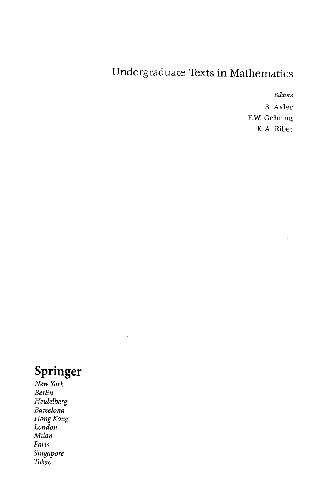 Undergraduate Texts in Mathematics
Editors
S. Axler
F.W. Gehring
K.A. Ribet
Springer
New York
Berlin
Heidelberg
Barcelona
Hong Kong
London
Milan
Paris
Singapore
Tokyo